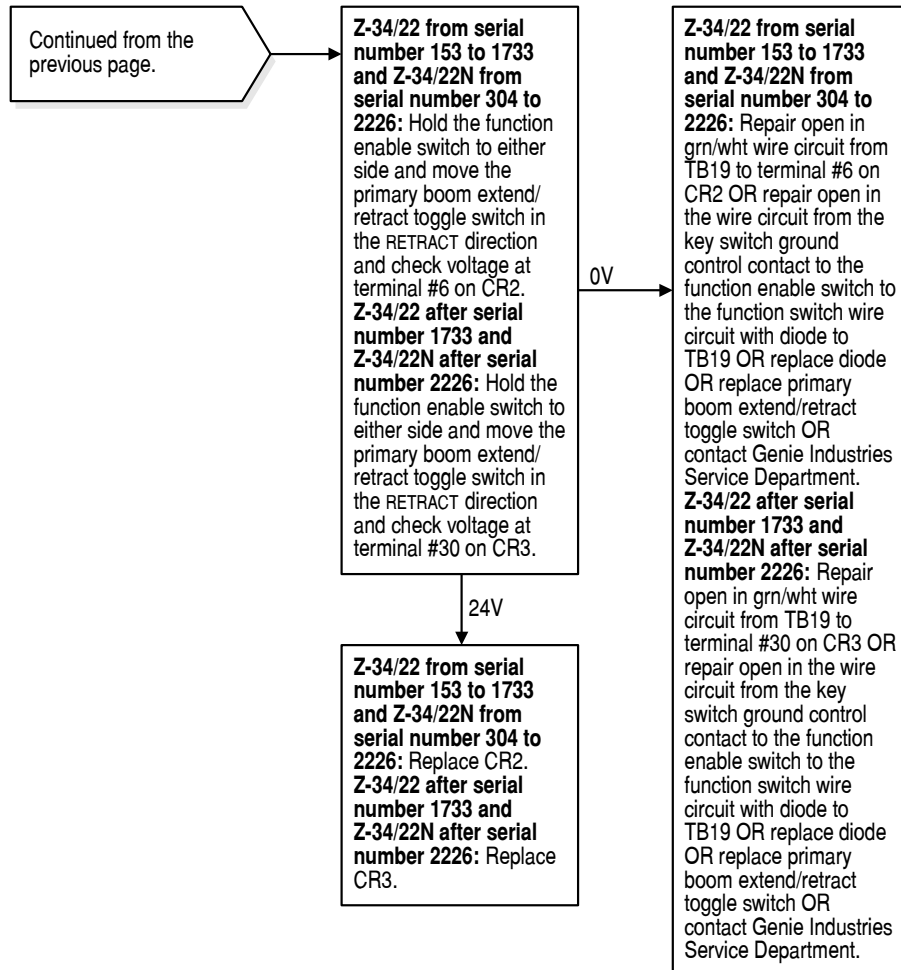 Continued from the
previous page.
Z-34/22 from serial
number 153 to 1733
and Z-34/22N from
serial number 304 to
2226: Hold the function
enable switch to either
side and move the
primary boom extend/
retract toggle switch in
the RETRACT direction
and check voltage at
terminal #6 on CR2.
Z-34/22 after serial
number 1733 and
Z-34/22N after serial
number 2226: Hold the
function enable switch to
either side and move the
primary boom extend/
retract toggle switch in
the RETRACT direction
and check voltage at
terminal #30 on CR3.
0V
Z-34/22 from serial
number 153 to 1733
and Z-34/22N from
serial number 304 to
2226: Repair open in
grn/wht wire circuit from
TB19 to terminal #6 on
CR2 OR repair open in
the wire circuit from the
key switch ground
control contact to the
function enable switch to
the function switch wire
circuit with diode to
TB19 OR replace diode
OR replace primary
boom extend/retract
toggle switch OR
contact Genie Industries
Service Department.
Z-34/22 after serial
number 1733 and
Z-34/22N after serial
number 2226: Repair
open in grn/wht wire
circuit from TB19 to
terminal #30 on CR3 OR
repair open in the wire
circuit from the key
switch ground control
contact to the function
enable switch to the
function switch wire
circuit with diode to
TB19 OR replace diode
OR replace primary
boom extend/retract
toggle switch OR
contact Genie Industries
Service Department.
24V
Z-34/22 from serial
number 153 to 1733
and Z-34/22N from
serial number 304 to
2226: Replace CR2.
Z-34/22 after serial
number 1733 and
Z-34/22N after serial
number 2226: Replace
CR3.